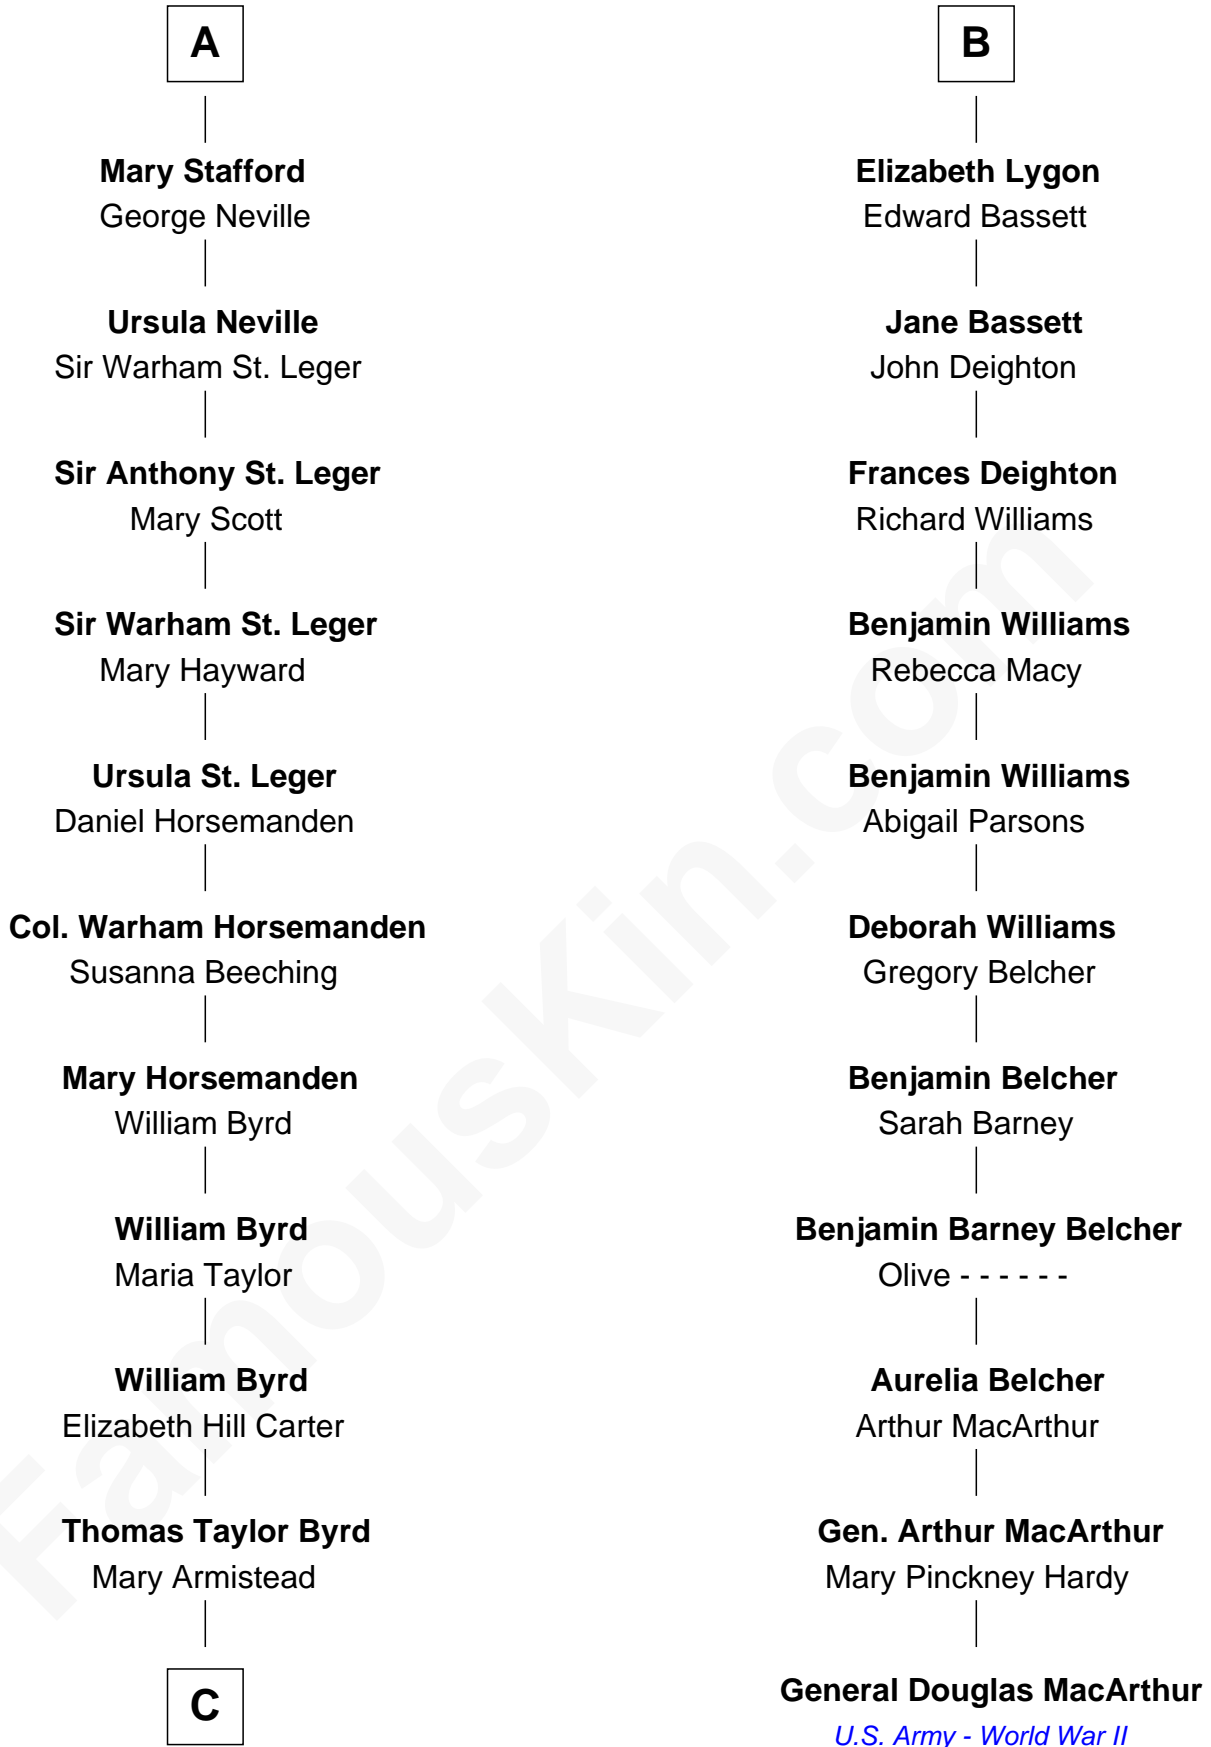 A
Mary Stafford
George Neville
Ursula Neville
Sir Warham St. Leger
Sir Anthony St. Leger
Mary Scott
Sir Warham St. Leger
Mary Hayward
Ursula St. Leger
Daniel Horsemanden
Col. Warham Horsemanden
Susanna Beeching
Mary Horsemanden
William Byrd
William Byrd
Maria Taylor
William Byrd
Elizabeth Hill Carter
Thomas Taylor Byrd
Mary Armistead
C
B
Elizabeth Lygon
Edward Bassett
Jane Bassett
John Deighton
Frances Deighton
Richard Williams
Benjamin Williams
Rebecca Macy
Benjamin Williams
Abigail Parsons
Deborah Williams
Gregory Belcher
Benjamin Belcher
Sarah Barney
Benjamin Barney Belcher
Olive - - - - - -
Aurelia Belcher
Arthur MacArthur
Gen. Arthur MacArthur
Mary Pinckney Hardy
General Douglas MacArthur
U.S. Army - World War II
FamousKin.com